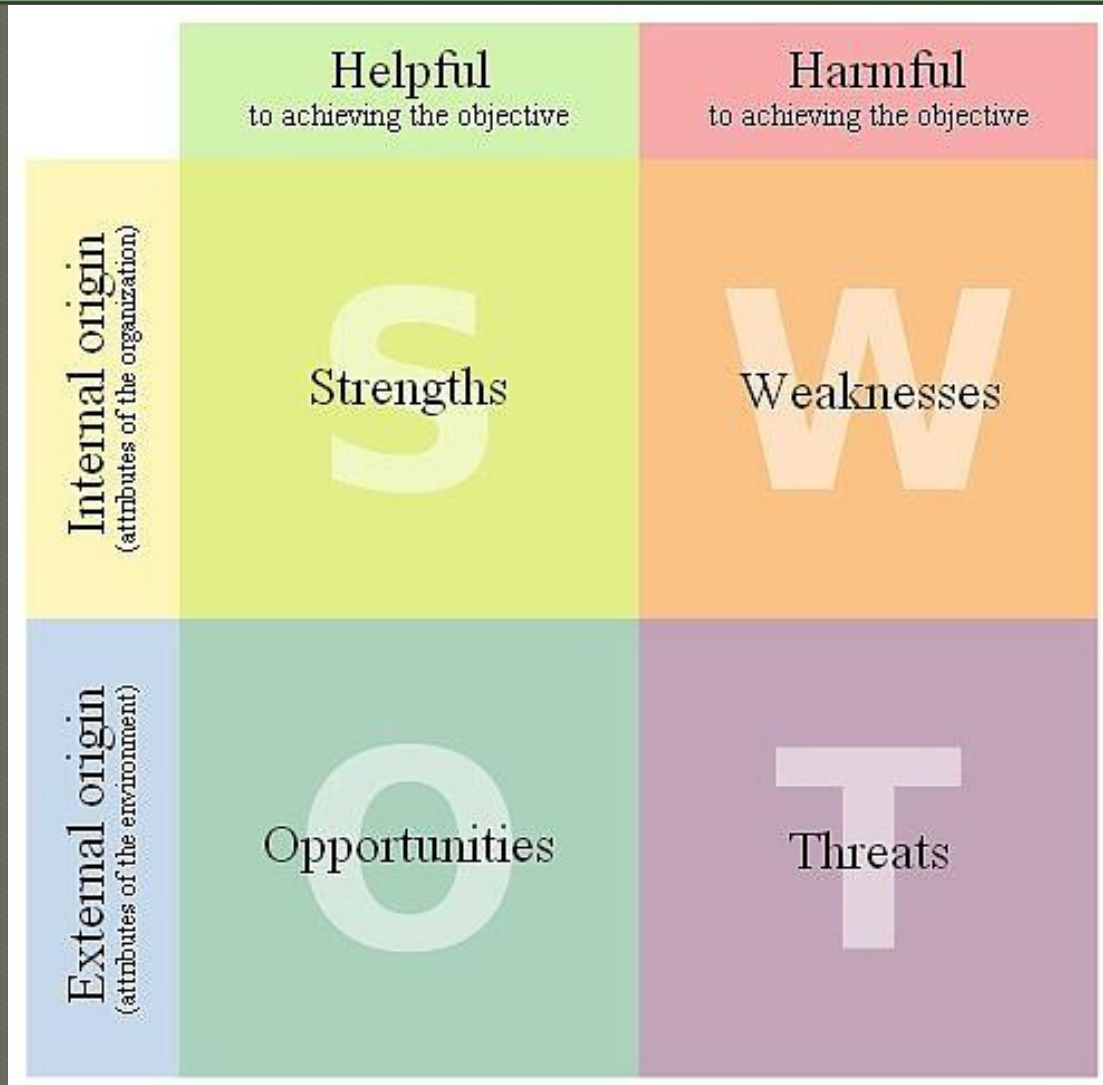 Helpful
to achieving the objective
Harmful
to achieving the objective
Internal origin
(attributes of the organization)
S
Strengths
W
Weaknesses
External origin
(attributes of the environment)
O
Opportunities
T
Threats